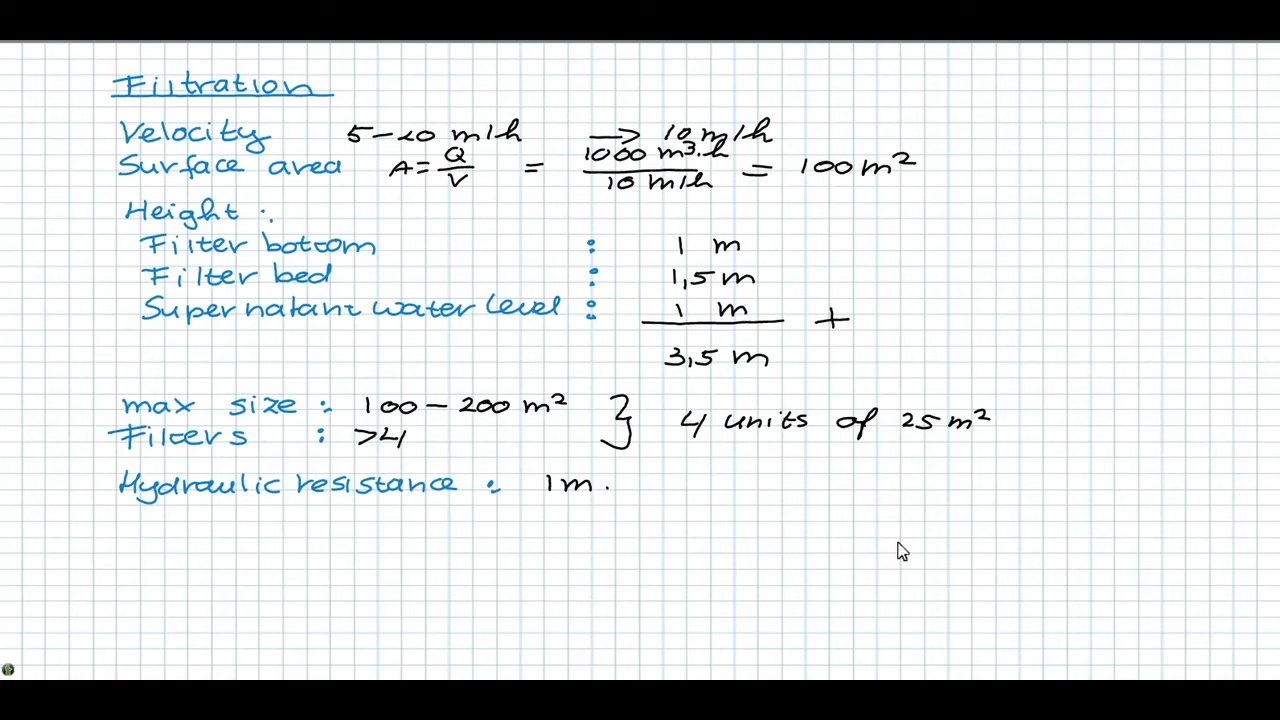 Filtration
Velocity 5-20 m/h → 10 m/h
Surface area A = Q/V = 1000 m³·h / 10 m/h = 100 m²
Height :
Filter bottom : 1 m
Filter bed : 1,5 m
Supernatant water level : 1 m +
3,5 m
max size : 100 - 200 m² } 4 units of 25 m²
Filters : >4
Hydraulic resistance : 1m.